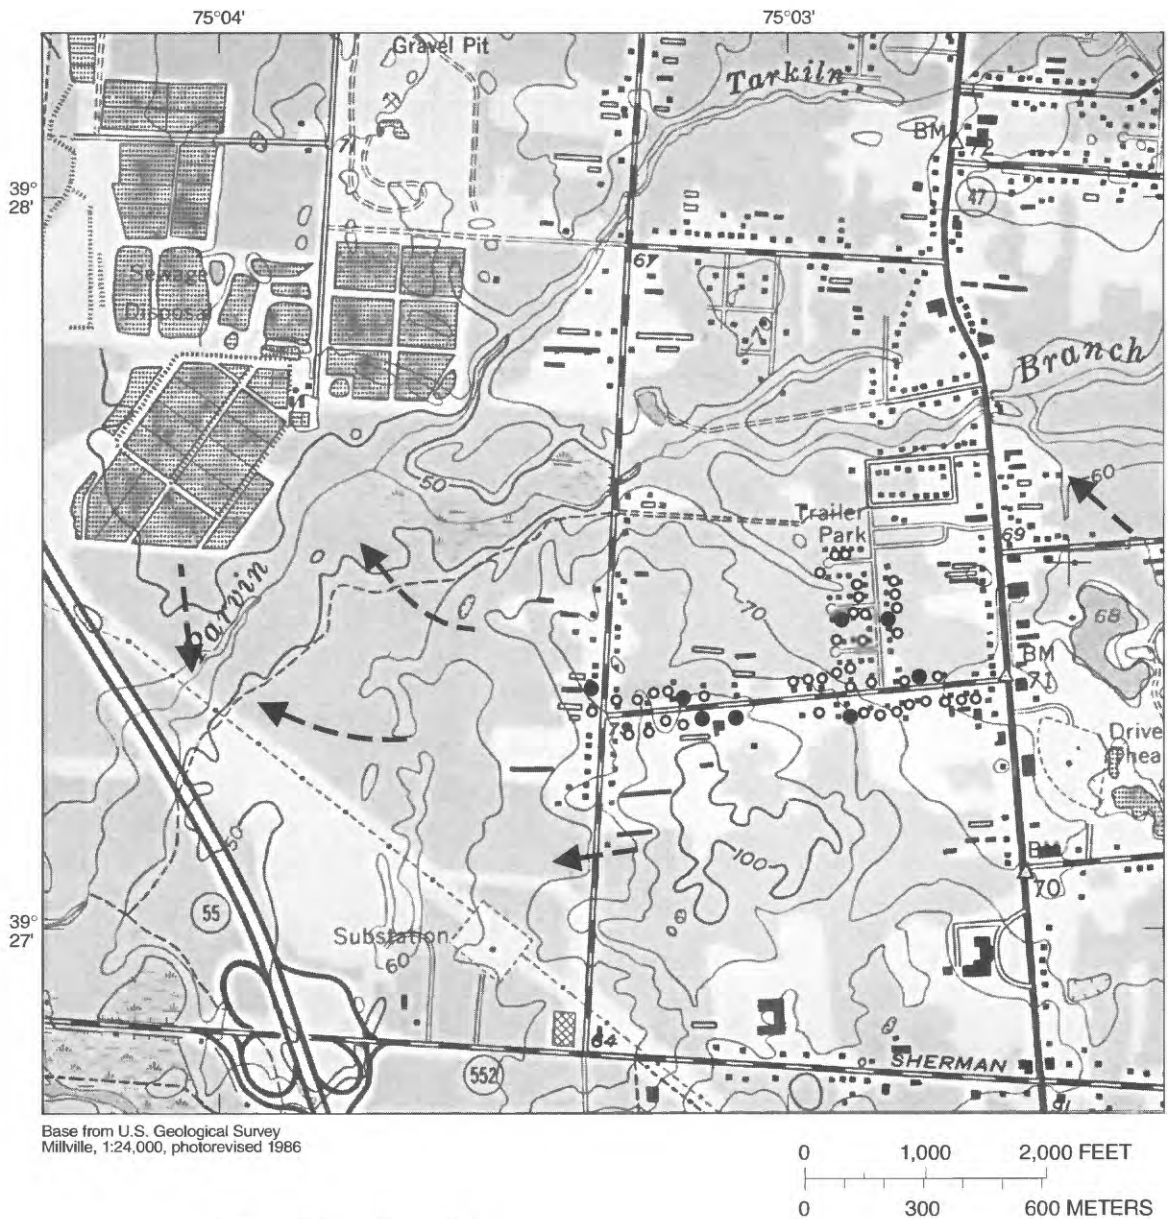 75°04'
75°03'
Gravel Pit
Tarkiln
BM
72
71
39°
28'
47
67
Sewage
Disposal
Branch
50
60
Trailer
Park
69
Parvin
70
68
BM
71
Drive
50
100
BM
70
55
39°
27'
Substation
60
64
552
SHERMAN
Base from U.S. Geological Survey
Millville, 1:24,000, photorevised 1986
0 1,000 2,000 FEET
0 300 600 METERS